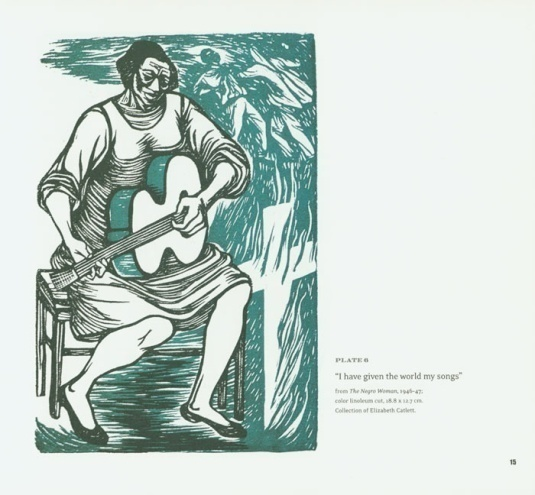 PLATE 6
"I have given the world my songs"
from The Negro Woman, 1946–47;
color linoleum cut, 18.8 x 12.7 cm.
Collection of Elizabeth Catlett.
15